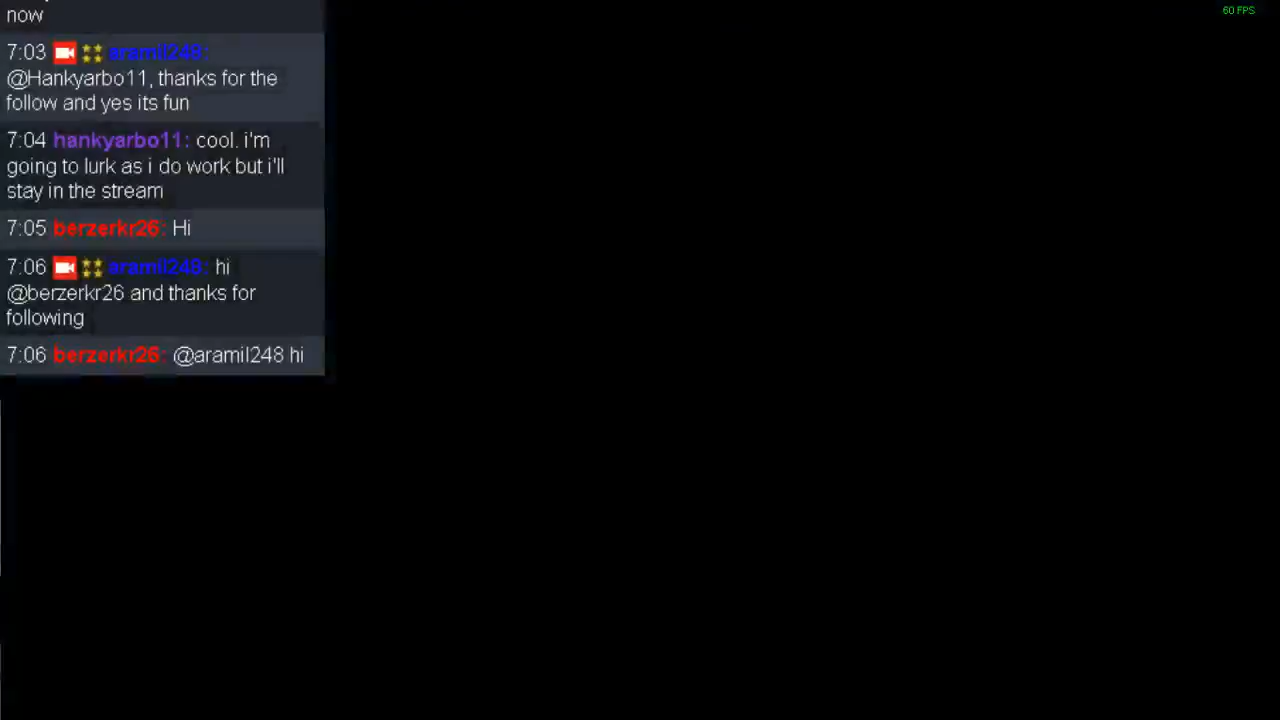 60 FPS
now
7:03 aramil248:
@Hankyarbo11, thanks for the
follow and yes its fun
7:04 hankyarbo11: cool. i'm
going to lurk as i do work but i'll
stay in the stream
7:05 berzerkr26: Hi
7:06 aramil248: hi
@berzerkr26 and thanks for
following
7:06 berzerkr26: @aramil248 hi